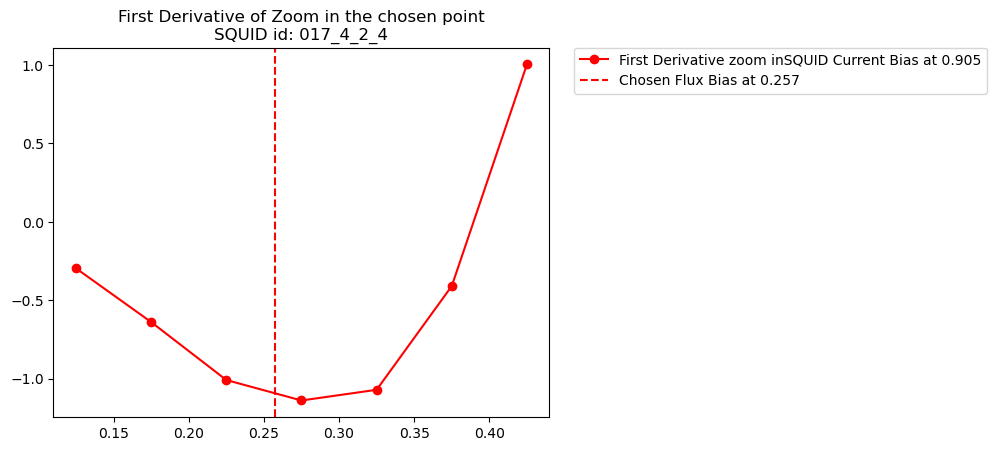 First Derivative of Zoom in the chosen point
SQUID id: 017_4_2_4
First Derivative zoom inSQUID Current Bias at 0.905
Chosen Flux Bias at 0.257
1.0
0.5
0.0
−0.5
−1.0
0.15 0.20 0.25 0.30 0.35 0.40